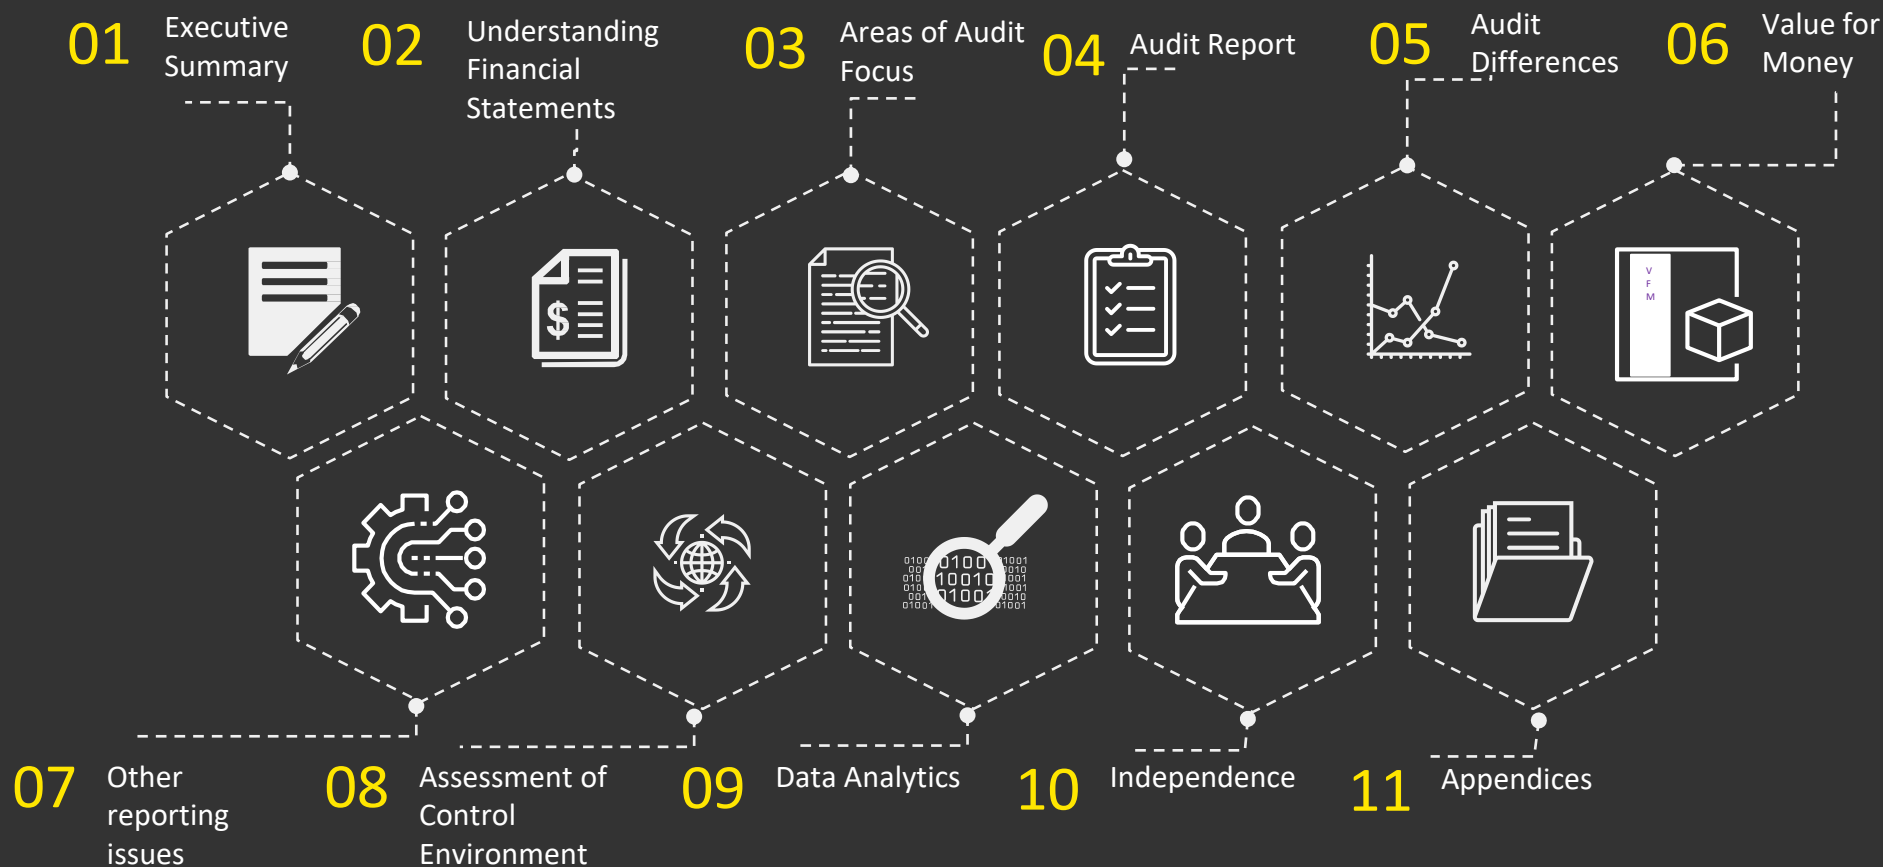 01
Executive
Summary
02
Understanding
Financial
Statements
03
Areas of Audit
Focus
04
Audit Report
05
Audit
Differences
06
Value for
Money
$
V
F
M
07
Other
reporting
issues
08
Assessment of
Control
Environment
09
Data Analytics
10
Independence
11
Appendices